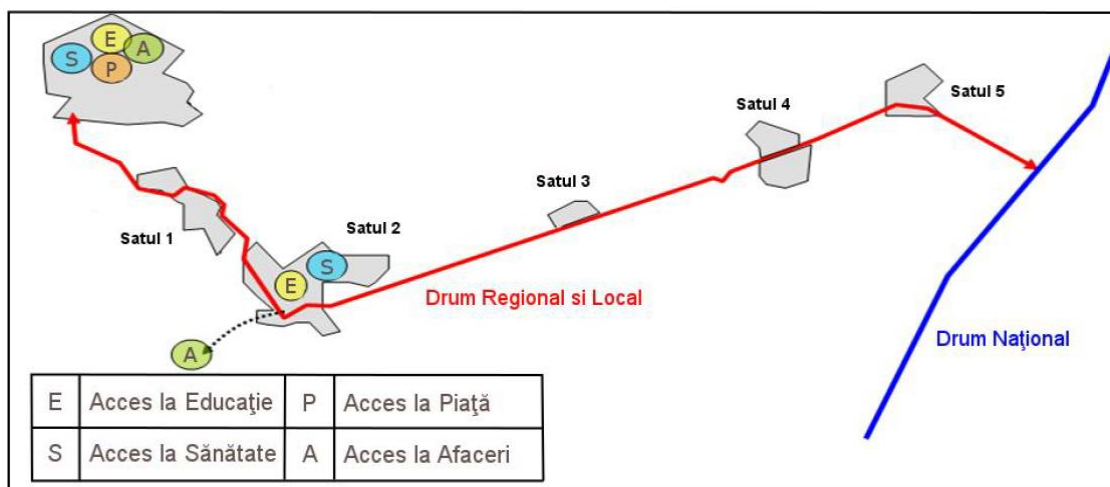 E
S
A
P
Satul 5
Satul 4
Satul 3
Satul 1
Satul 2
S
E
Drum Regional si Local
Drum Naţional
A
E Acces la Educaţie P Acces la Piaţă
S Acces la Sănătate A Acces la Afaceri